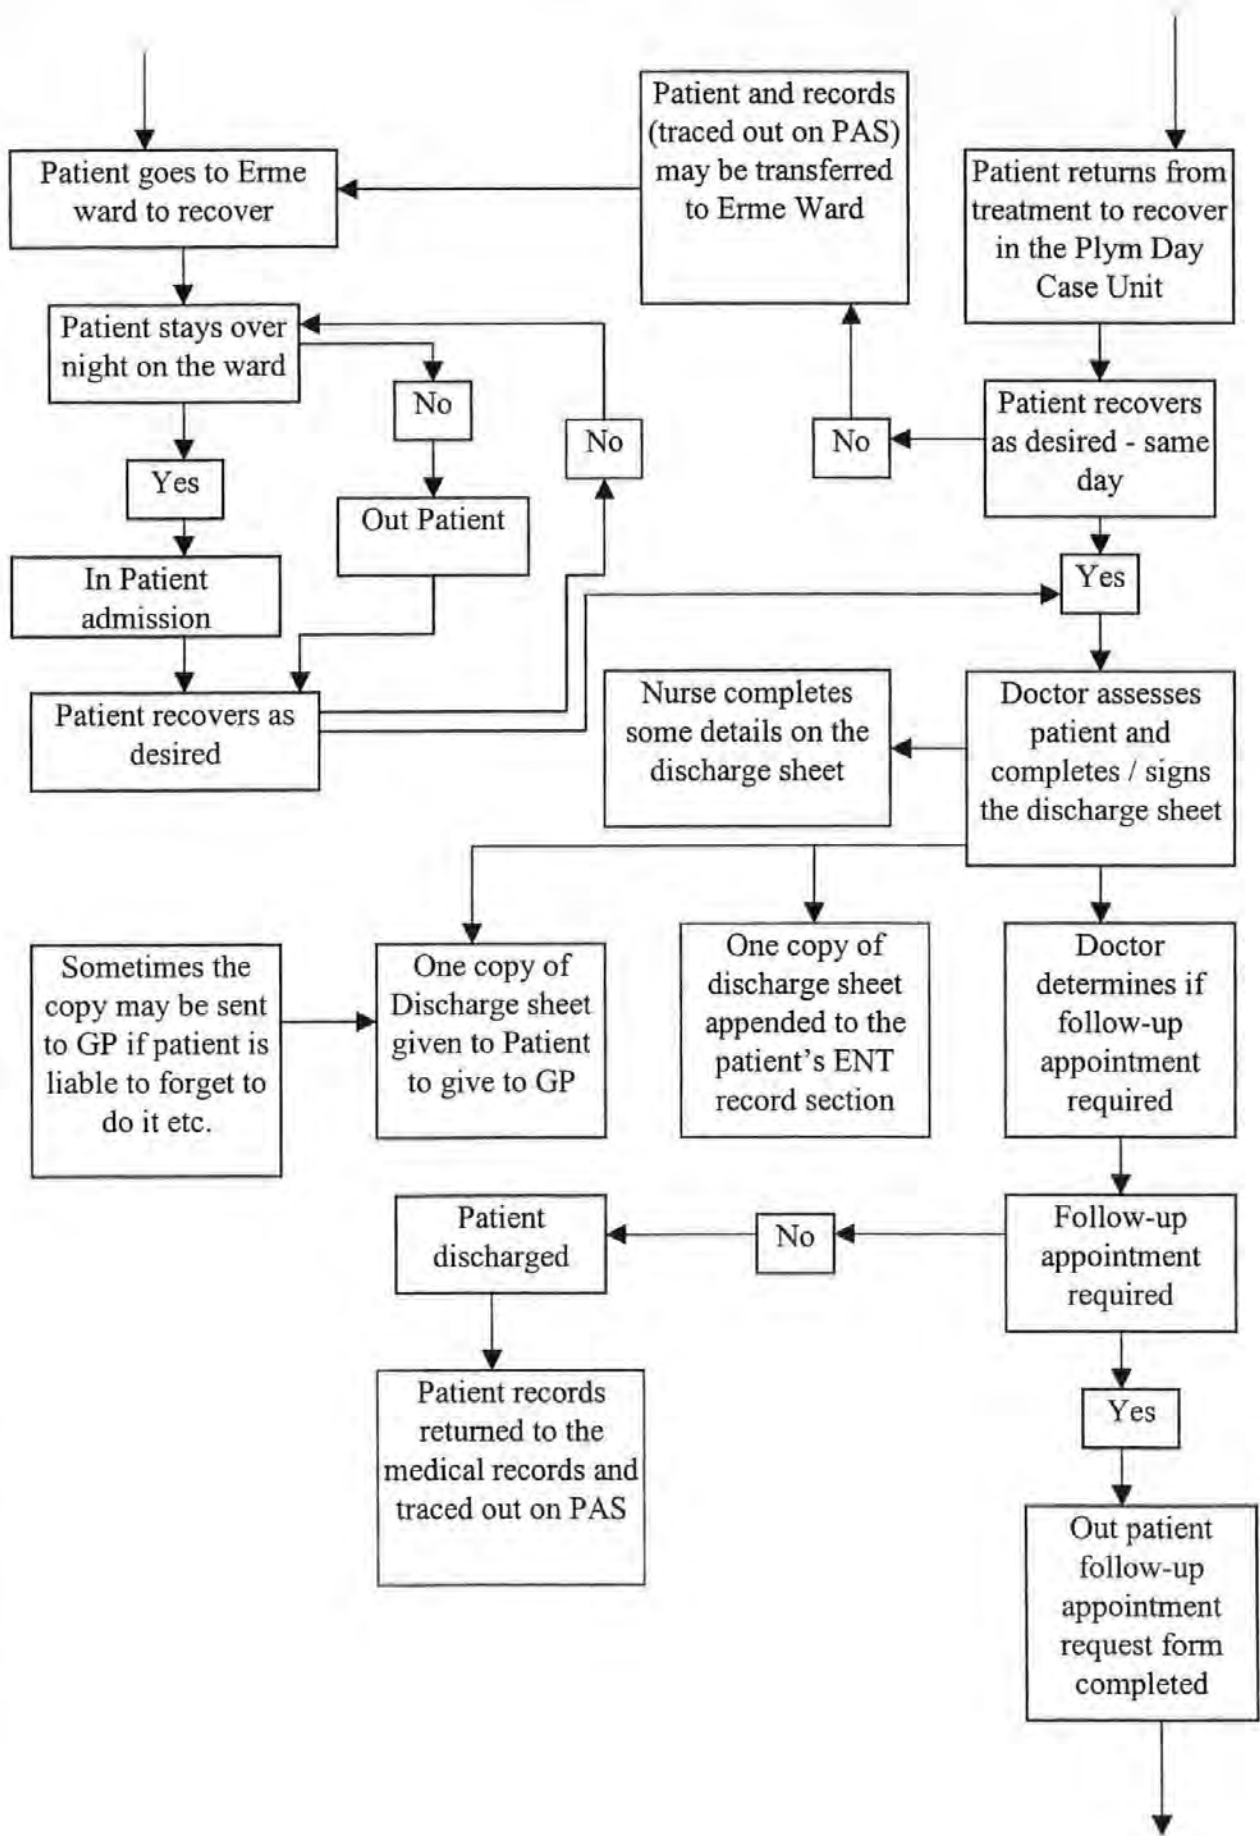 Patient and records
(traced out on PAS)
may be transferred
to Erme Ward
Patient goes to Erme
ward to recover
Patient returns from
treatment to recover
in the Plym Day
Case Unit
Patient stays over
night on the ward
No
No
No
Patient recovers
as desired - same
day
Yes
Out Patient
In Patient
admission
Yes
Patient recovers as
desired
Nurse completes
some details on the
discharge sheet
Doctor assesses
patient and
completes / signs
the discharge sheet
Sometimes the
copy may be sent
to GP if patient is
liable to forget to
do it etc.
One copy of
Discharge sheet
given to Patient
to give to GP
One copy of
discharge sheet
appended to the
patient's ENT
record section
Doctor
determines if
follow-up
appointment
required
Patient
discharged
No
Follow-up
appointment
required
Patient records
returned to the
medical records and
traced out on PAS
Yes
Out patient
follow-up
appointment
request form
completed